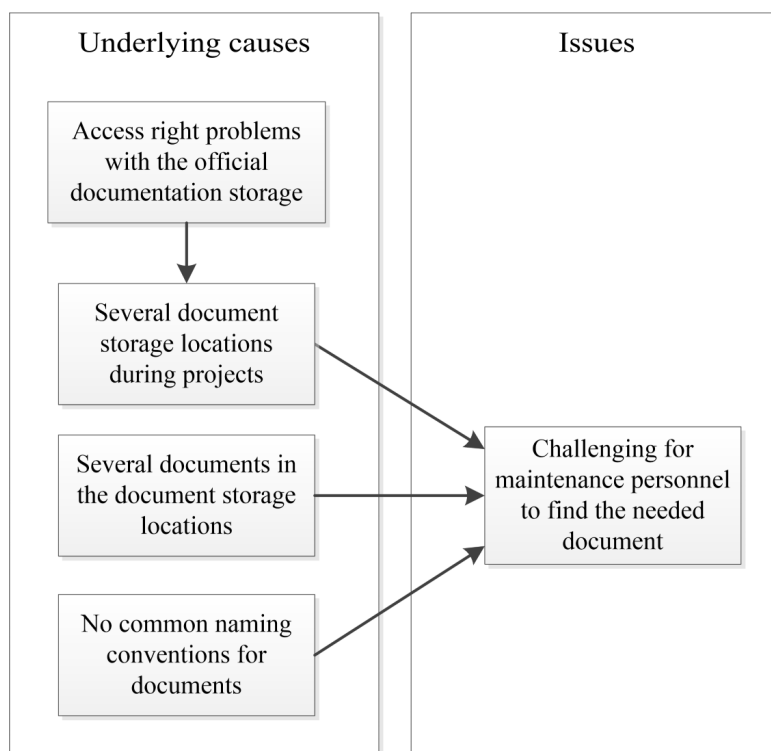 Underlying causes
Access right problems
with the official
documentation storage
Several document
storage locations
during projects
Several documents in
the document storage
locations
No common naming
conventions for
documents
Issues
Challenging for
maintenance personnel
to find the needed
document